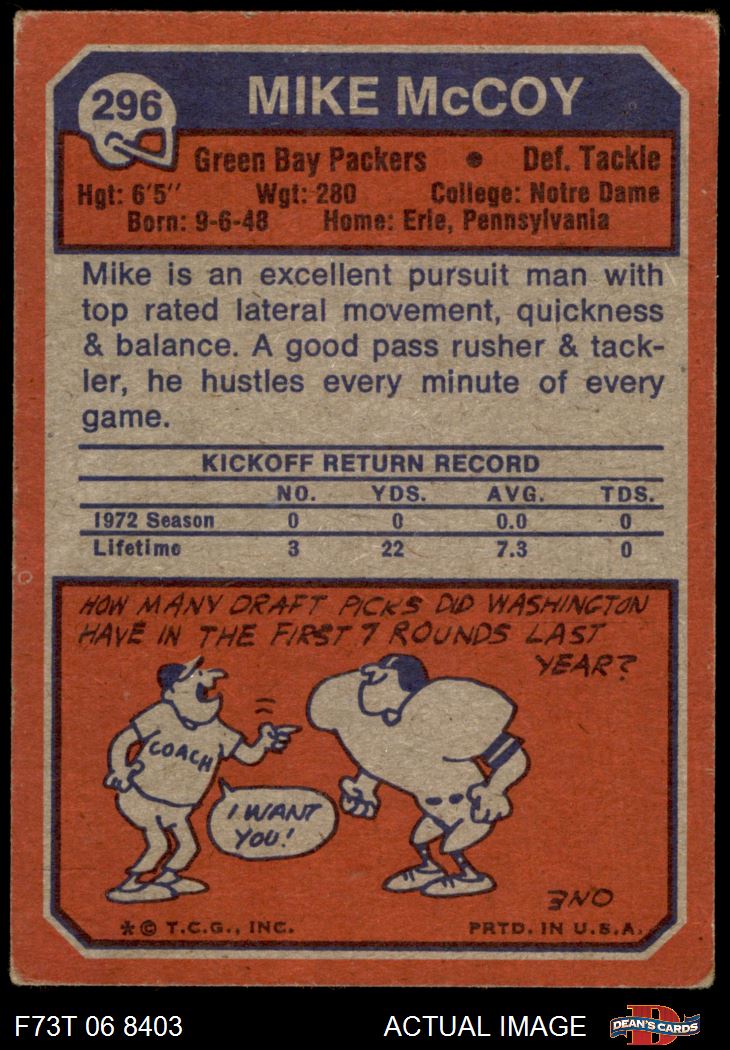 296
MIKE McCOY
Green Bay Packers • Def. Tackle
Hgt: 6'5" Wgt: 280 College: Notre Dame
Born: 9-6-48 Home: Erie, Pennsylvania
Mike is an excellent pursuit man with
top rated lateral movement, quickness
& balance. A good pass rusher & tack-
ler, he hustles every minute of every
game.
KICKOFF RETURN RECORD
NO. YDS. AVG. TDS.
1972 Season 0 0 0.0 0
Lifetime 3 22 7.3 0
HOW MANY DRAFT PICKS DID WASHINGTON
HAVE IN THE FIRST 7 ROUNDS LAST
YEAR?
COACH
I WANT
YOU!
ONE
* © T.C.G., INC. PRTD. IN U.S.A.
F73T 06 8403 ACTUAL IMAGE
D
DEAN'S CARDS